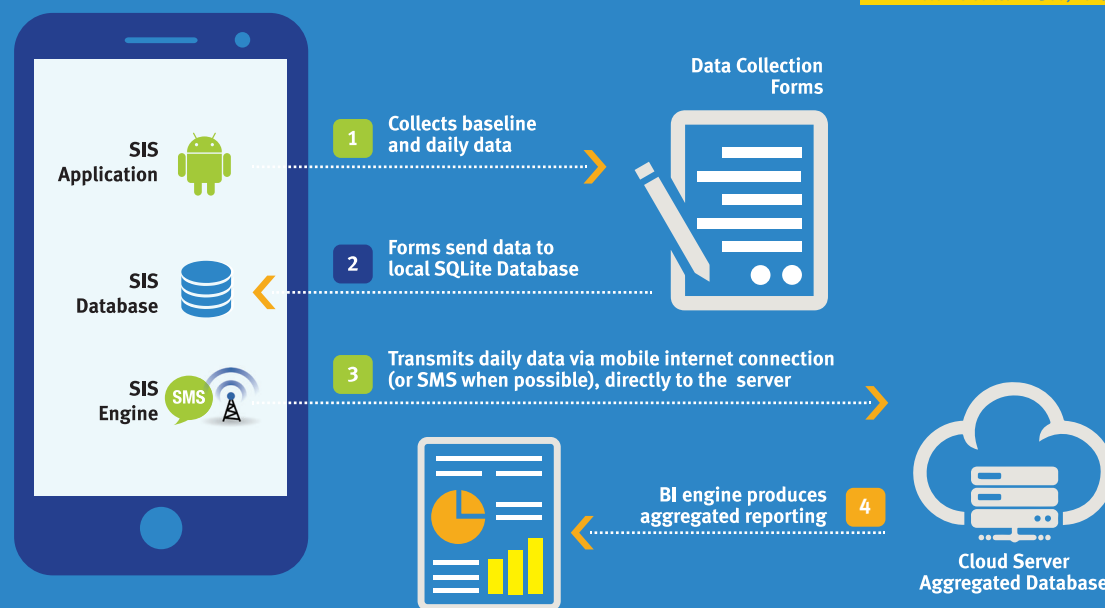 Data Collection
Forms
SIS
Application
1
Collects baseline
and daily data
SIS
Database
2
Forms send data to
local SQLite Database
SIS
Engine
SMS
3
Transmits daily data via mobile internet connection
(or SMS when possible), directly to the server
BI engine produces
aggregated reporting
4
Cloud Server
Aggregated Database